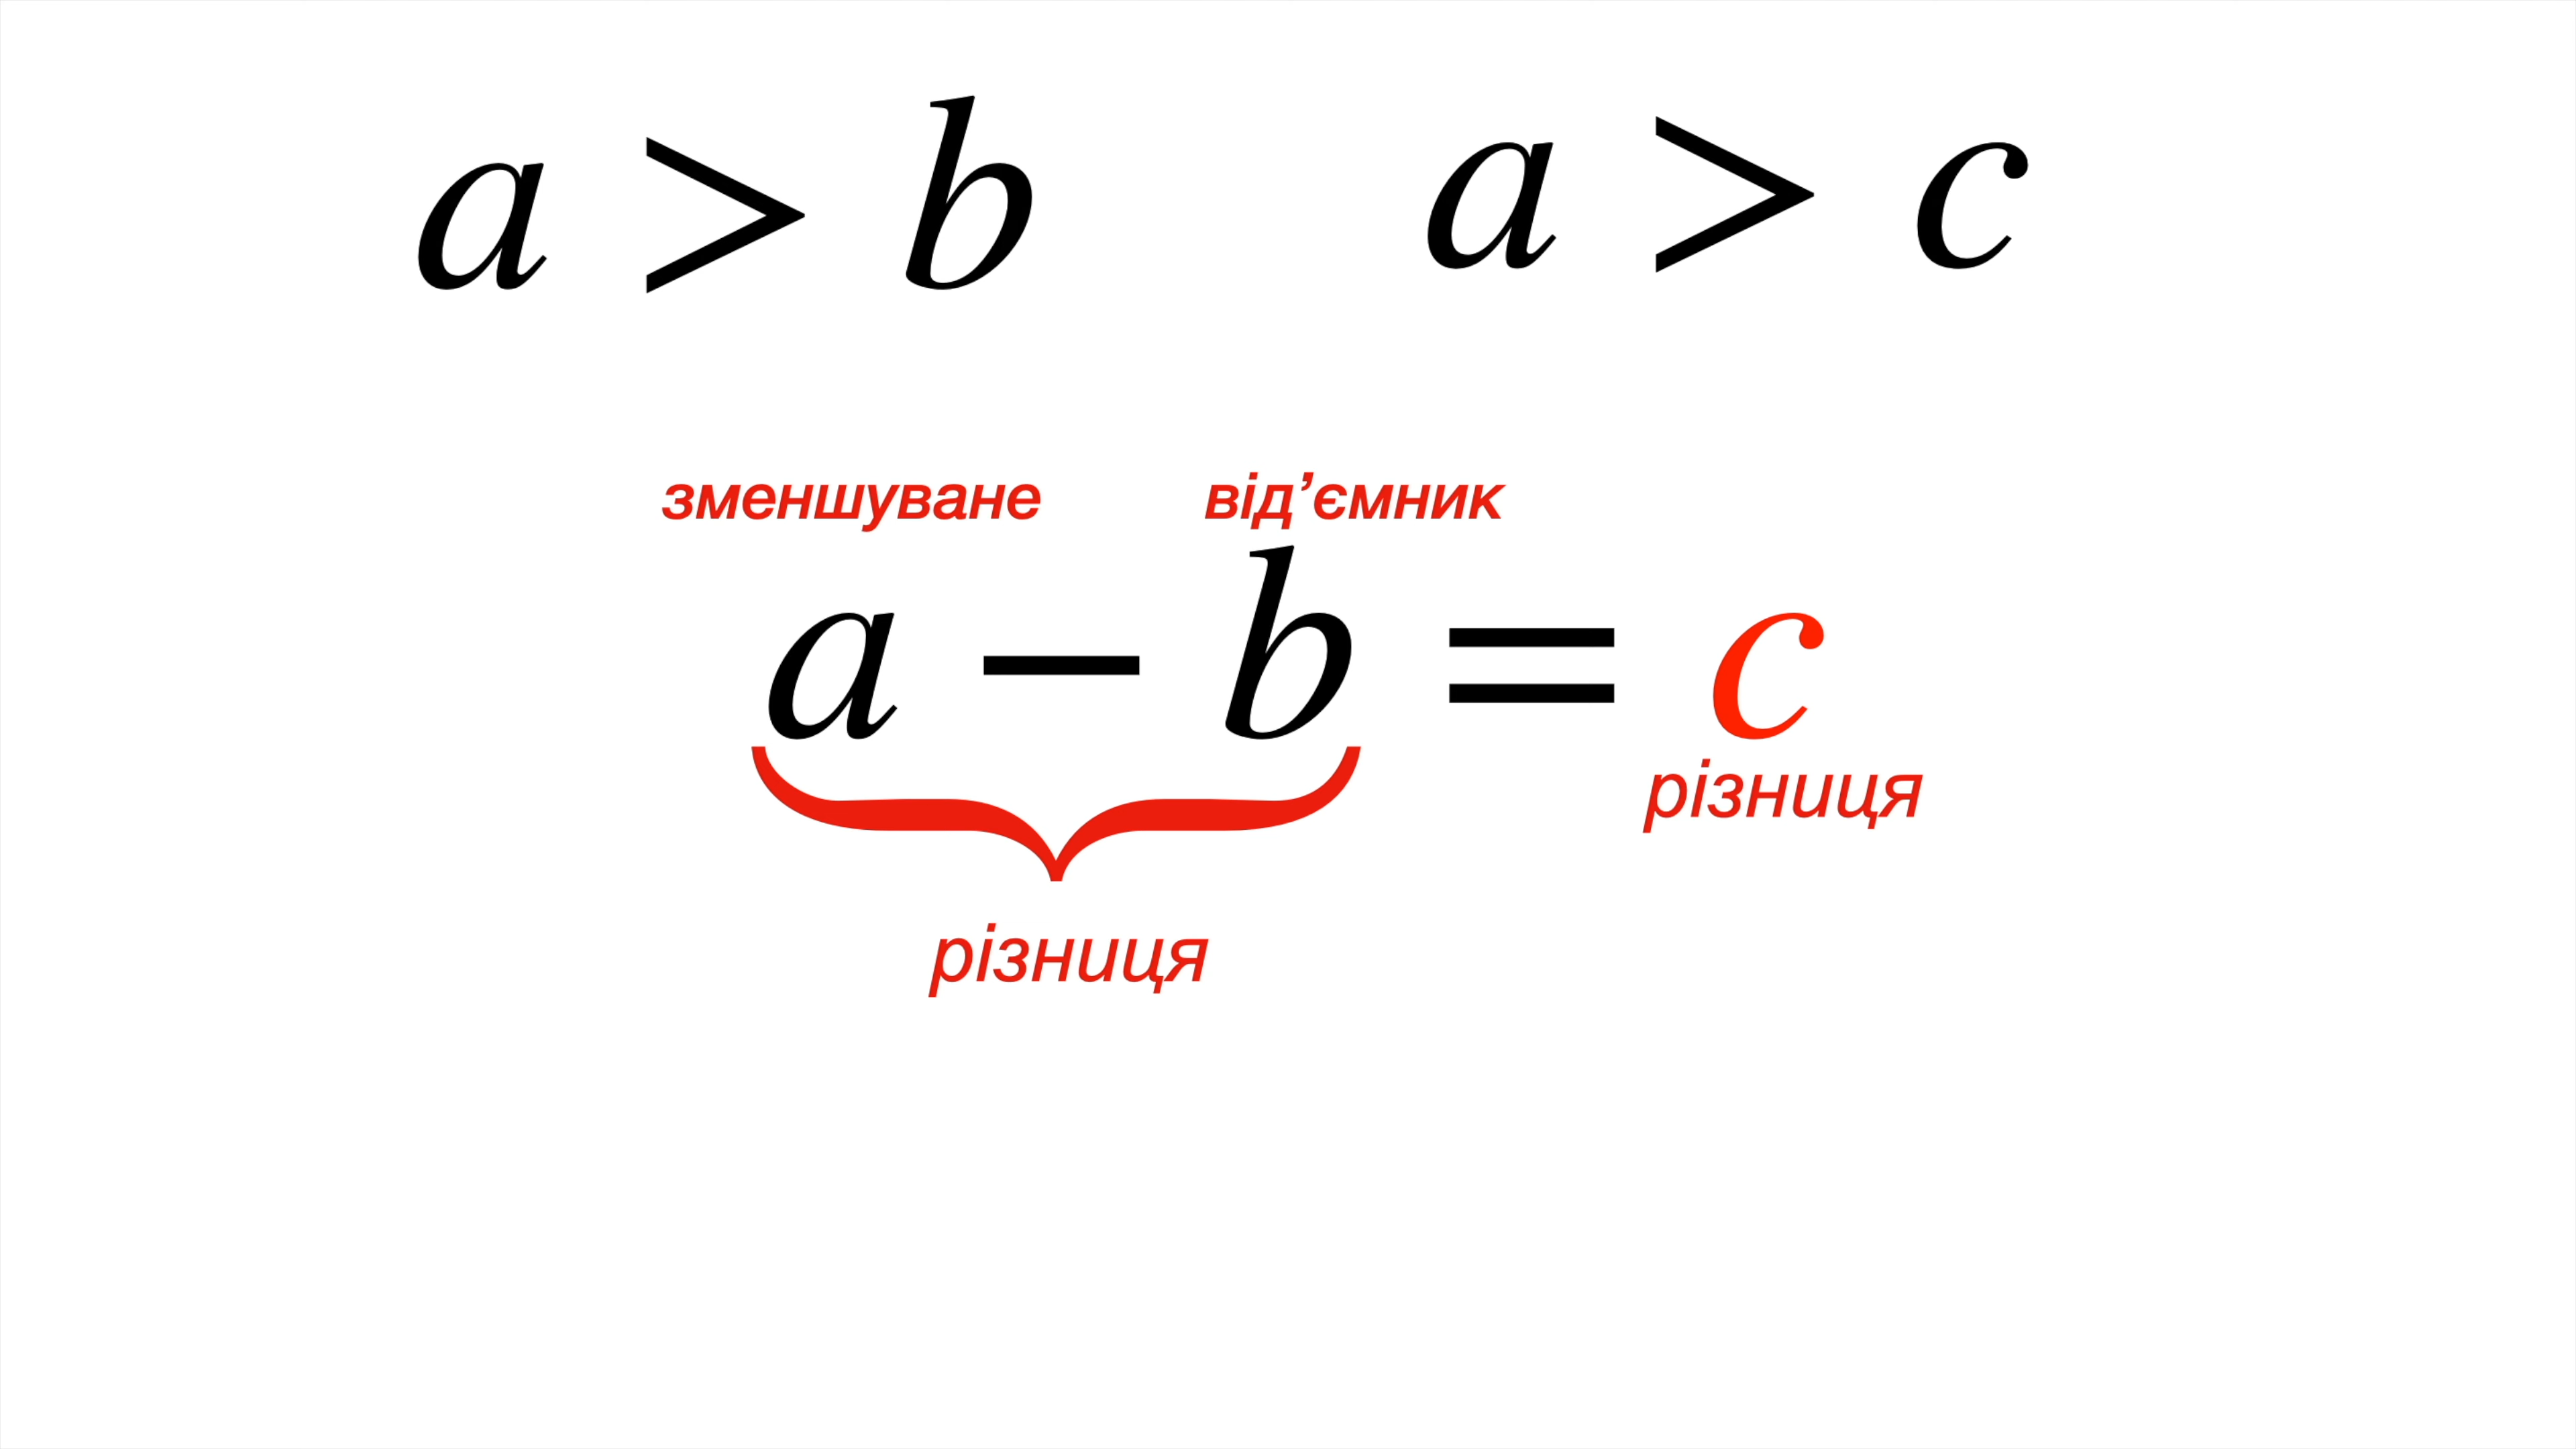 a > b a > c
зменшуване від’ємник
a − b = c
різниця
різниця